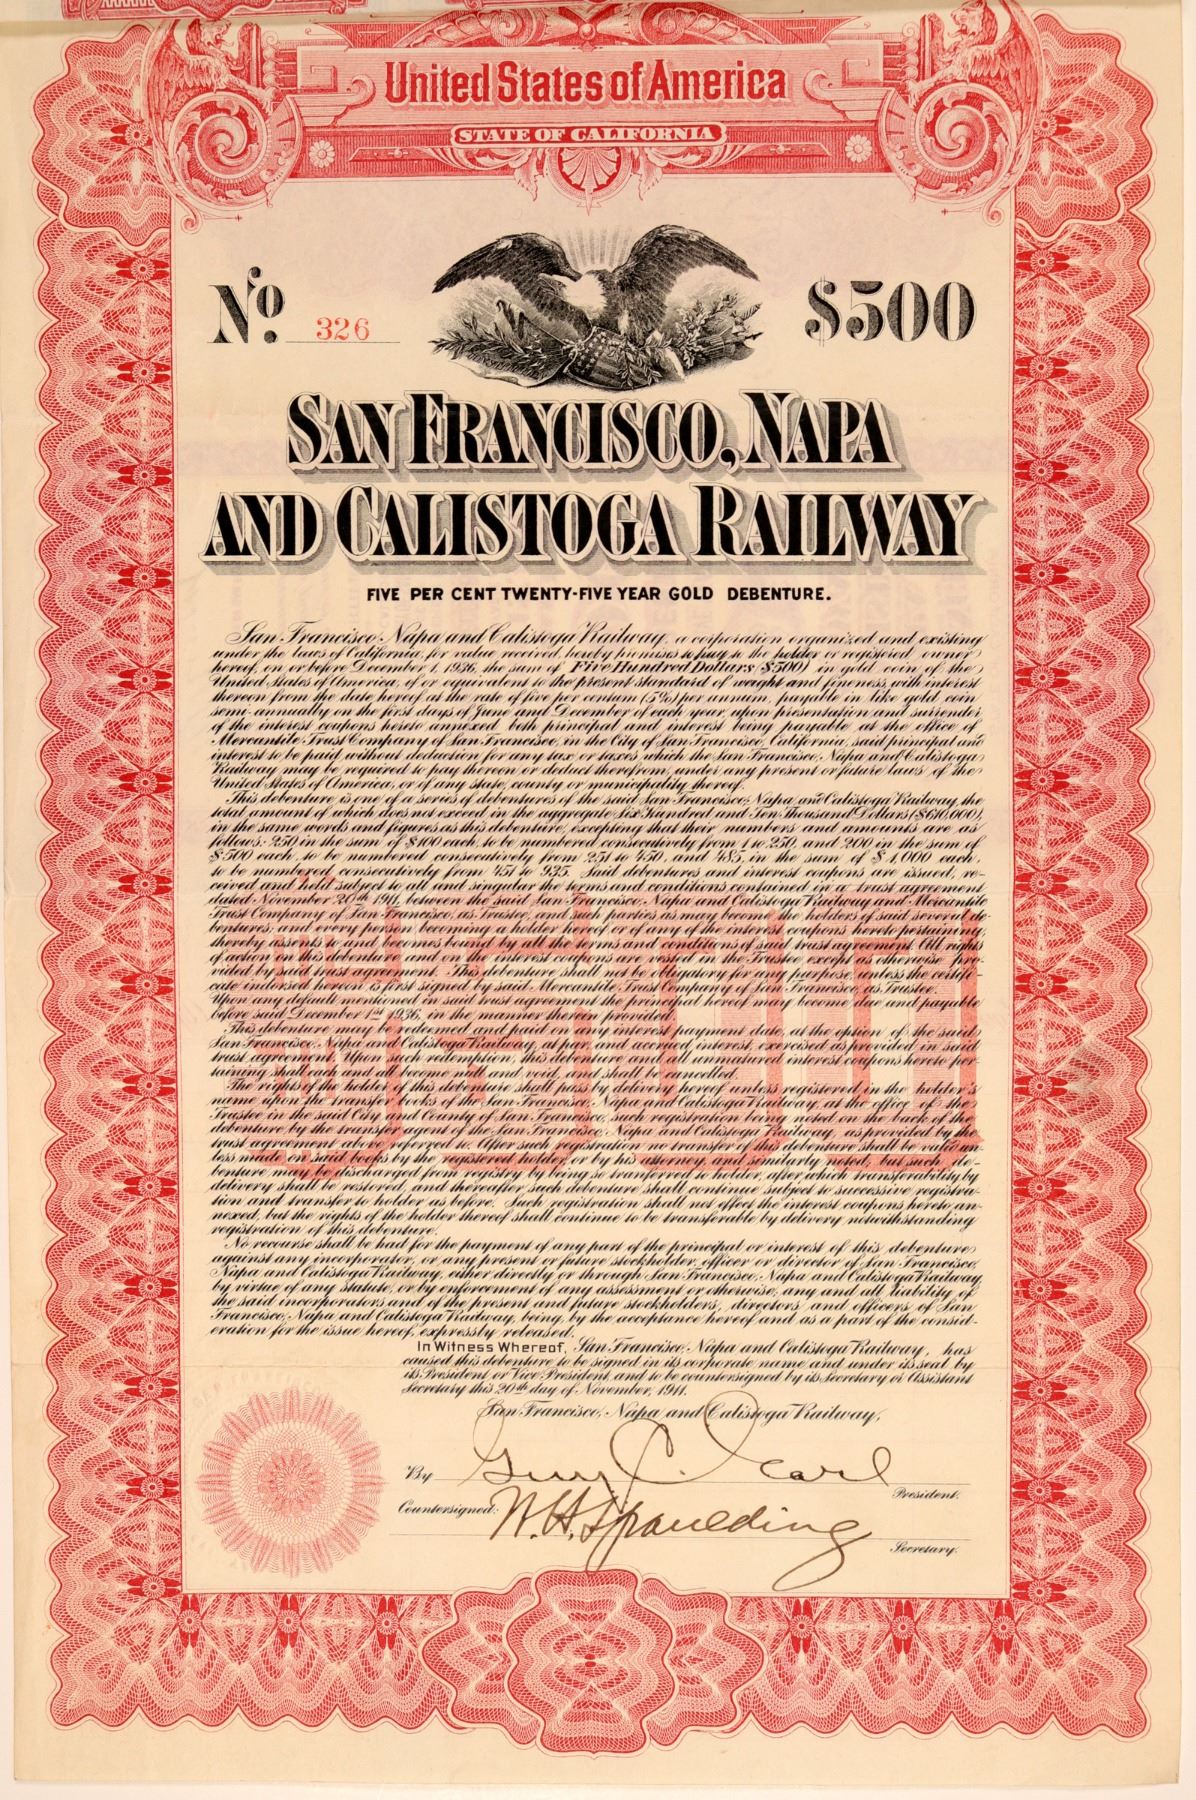 United States of America
STATE OF CALIFORNIA
No. 326
$500
SAN FRANCISCO, NAPA
AND CALISTOGA RAILWAY
FIVE PER CENT TWENTY-FIVE YEAR GOLD DEBENTURE.
San Francisco, Napa and Calistoga Railway, a corporation organized and existing
under the laws of California, for value received, hereby promises to pay to the holder or registered owner
hereof, on or before December 1, 1936, the sum of Five Hundred Dollars ($500) in gold coin of the
United States of America, of or equivalent to the present standard of weight and fineness, with interest
thereon from the date hereof at the rate of five per centum (5%) per annum, payable in like gold coin
semi-annually on the first days of June and December of each year, upon presentation and surrender
of the interest coupons hereto annexed, both principal and interest being payable at the office of
Mercantile Trust Company of San Francisco, in the City of San Francisco, California, said principal and
interest to be paid without deduction for any tax or taxes which the San Francisco, Napa and Calistoga
Railway may be required to pay thereon or deduct therefrom, under any present or future laws of the
United States of America, or of any state, county or municipality thereof.
This debenture is one of a series of debentures of the said San Francisco, Napa and Calistoga Railway, the
total amount of which does not exceed in the aggregate Six Hundred and Ten Thousand Dollars ($610,000),
in the same words and figures as this debenture, excepting that their numbers and amounts are as
follows: 250 in the sum of $100 each, to be numbered consecutively from 1 to 250, and 200 in the sum of
$500 each, to be numbered consecutively from 251 to 450, and 485, in the sum of $1,000 each,
to be numbered consecutively from 451 to 935. Said debentures and interest coupons are issued, re-
ceived and held subject to all and singular the terms and conditions contained in a trust agreement
dated November 20th 1911, between the said San Francisco, Napa and Calistoga Railway and Mercantile
Trust Company of San Francisco, as Trustee, and such parties as may become the holders of said several de-
bentures; and every person becoming a holder hereof or of any of the interest coupons hereto pertaining,
thereby assents to and becomes bound by all the terms and conditions of said trust agreement. All rights
of action on this debenture and on the interest coupons are vested in the Trustee except as otherwise pro-
vided by said trust agreement. This debenture shall not be obligatory for any purpose, unless the certifi-
cate indorsed hereon is first signed by said Mercantile Trust Company of San Francisco, as Trustee.
Upon any default mentioned in said trust agreement the principal hereof may become due and payable
before said December 1st 1936, in the manner therein provided.
This debenture may be redeemed and paid on any interest payment date, at the option of the said
San Francisco, Napa and Calistoga Railway, at par, and accrued interest, exercised as provided in said
trust agreement. Upon such redemption, this debenture and all unmatured interest coupons hereto per-
taining shall each and all become null and void, and shall be cancelled.
The rights of the holder of this debenture shall pass by delivery hereof unless registered in the holder's
name upon the transfer books of the San Francisco, Napa and Calistoga Railway, at the office of the
Trustee in the said City and County of San Francisco, such registration being noted on the back of the
debenture by the transfer agent of the San Francisco, Napa and Calistoga Railway, as provided by the
trust agreement above referred to. After such registration no transfer of this debenture shall be valid un-
less made on said books by the registered holder, or by his attorney, and similarly noted, but such de-
benture may be discharged from registry by being so tranferred to holder, after which transferability by
delivery shall be restored, and thereafter such debenture shall continue subject to successive registra-
tion and transfer to holder as before. Such registration shall not effect the interest coupons hereto an-
nexed, but the rights of the holder thereof shall continue to be transferable by delivery notwithstanding
registration of this debenture.
No recourse shall be had for the payment of any part of the principal or interest of this debenture
against any incorporator, or any present or future stockholder, officer or director of San Francisco,
Napa and Calistoga Railway, either directly or through San Francisco, Napa and Calistoga Railway,
by virtue of any statute, or by enforcement of any assessment or otherwise, any and all liability of
the said incorporators and of the present and future stockholders, directors and officers of San
Francisco, Napa and Calistoga Railway, being, by the acceptance hereof and as a part of the consid-
eration for the issue hereof, expressly released.
In Witness Whereof, San Francisco, Napa and Calistoga Railway, has
caused this debenture to be signed in its corporate name and under its seal by
its President or Vice President, and to be countersigned by its Secretary or Assistant
Secretary this 20th day of November, 1911.
San Francisco, Napa and Calistoga Railway,
By Guy C. Earl
President.
Countersigned: W. H. Spaulding
Secretary.